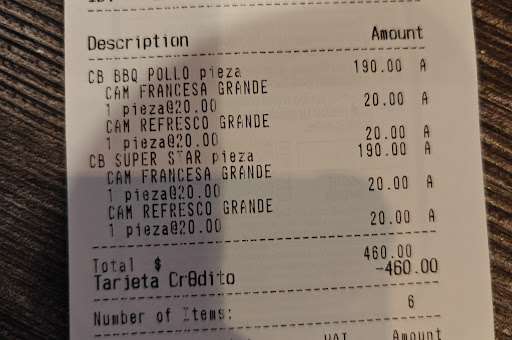 Description Amount
CB BBQ POLLO pieza 190.00 A
CAM FRANCESA GRANDE
1 pieza@20.00 20.00 A
CAM REFRESCO GRANDE
1 pieza@20.00 20.00 A
CB SUPER STAR pieza 190.00 A
CAM FRANCESA GRANDE
1 pieza@20.00 20.00 A
CAM REFRESCO GRANDE
1 pieza@20.00 20.00 A
Total $ 460.00
Tarjeta Cr8dito -460.00
Number of Items: 6
VAT Amount